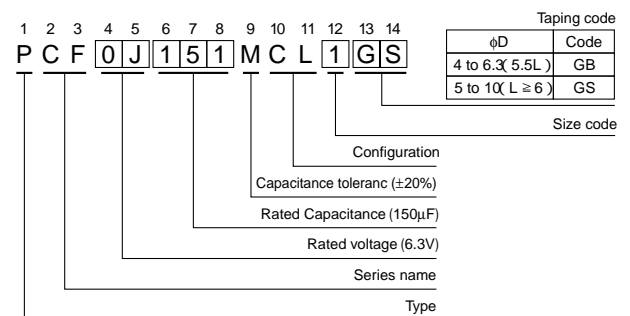 1 2 3 4 5 6 7 8 9 10 11 12 13 14
P C F 0 J 1 5 1 M C L 1 G S
Taping code
ϕD Code
4 to 6.3( 5.5L ) GB
5 to 10( L ≧ 6 ) GS
Size code
Configuration
Capacitance toleranc (±20%)
Rated Capacitance (150μF)
Rated voltage (6.3V)
Series name
Type